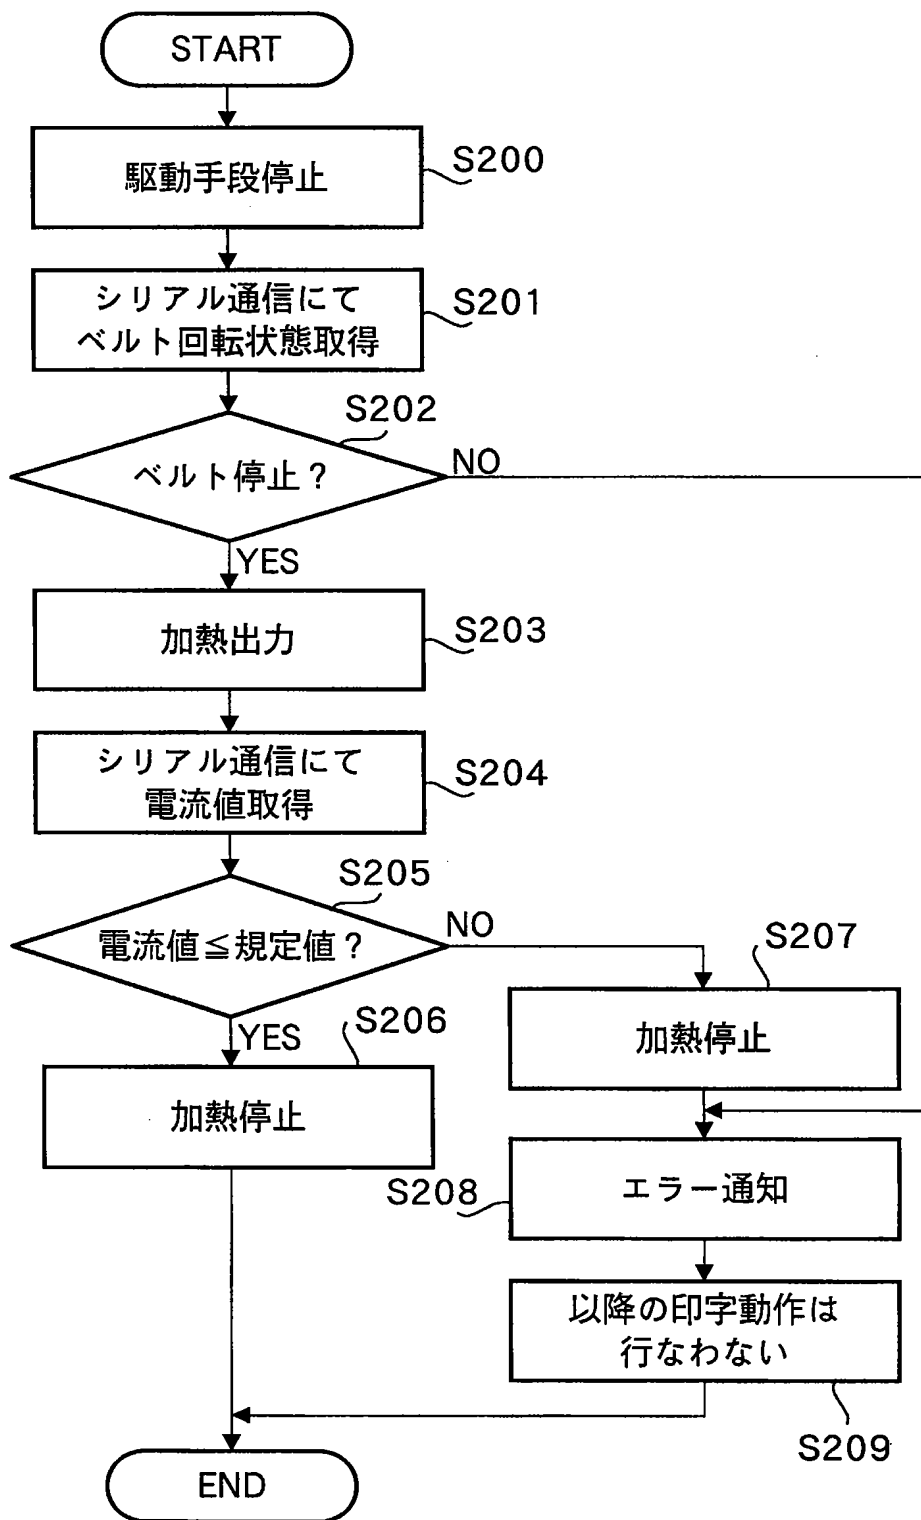 START
駆動手段停止
S200
シリアル通信にて
ベルト回転状態取得
S201
S202
ベルト停止？
NO
YES
加熱出力
S203
シリアル通信にて
電流値取得
S204
S205
電流値≦規定値？
NO
YES
S206
加熱停止
S207
加熱停止
S208
エラー通知
以降の印字動作は
行なわない
S209
END